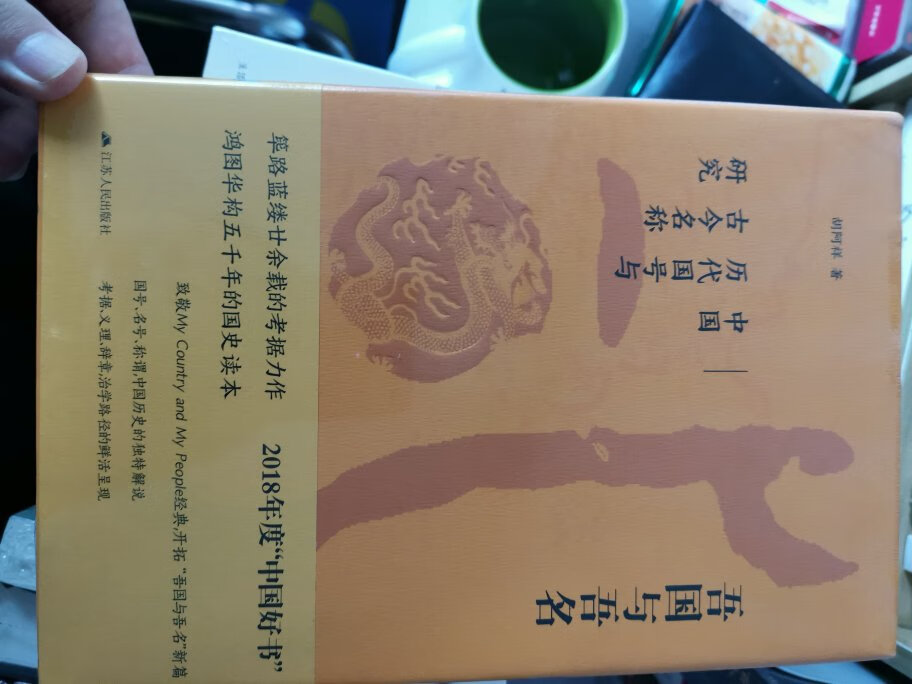 胡阿祥 著
吾国与吾名
中国
历代国号与
古今名称
研究
筚路蓝缕廿余载的考据力作
鸿图华构五千年的国史读本
2018年度“中国好书”
致敬My Country and My People经典,开拓“吾国与吾名”新篇
国号、名号、称谓,中国历史的独特解说
考据、义理、辞章,治学路径的鲜活呈现
江苏人民出版社